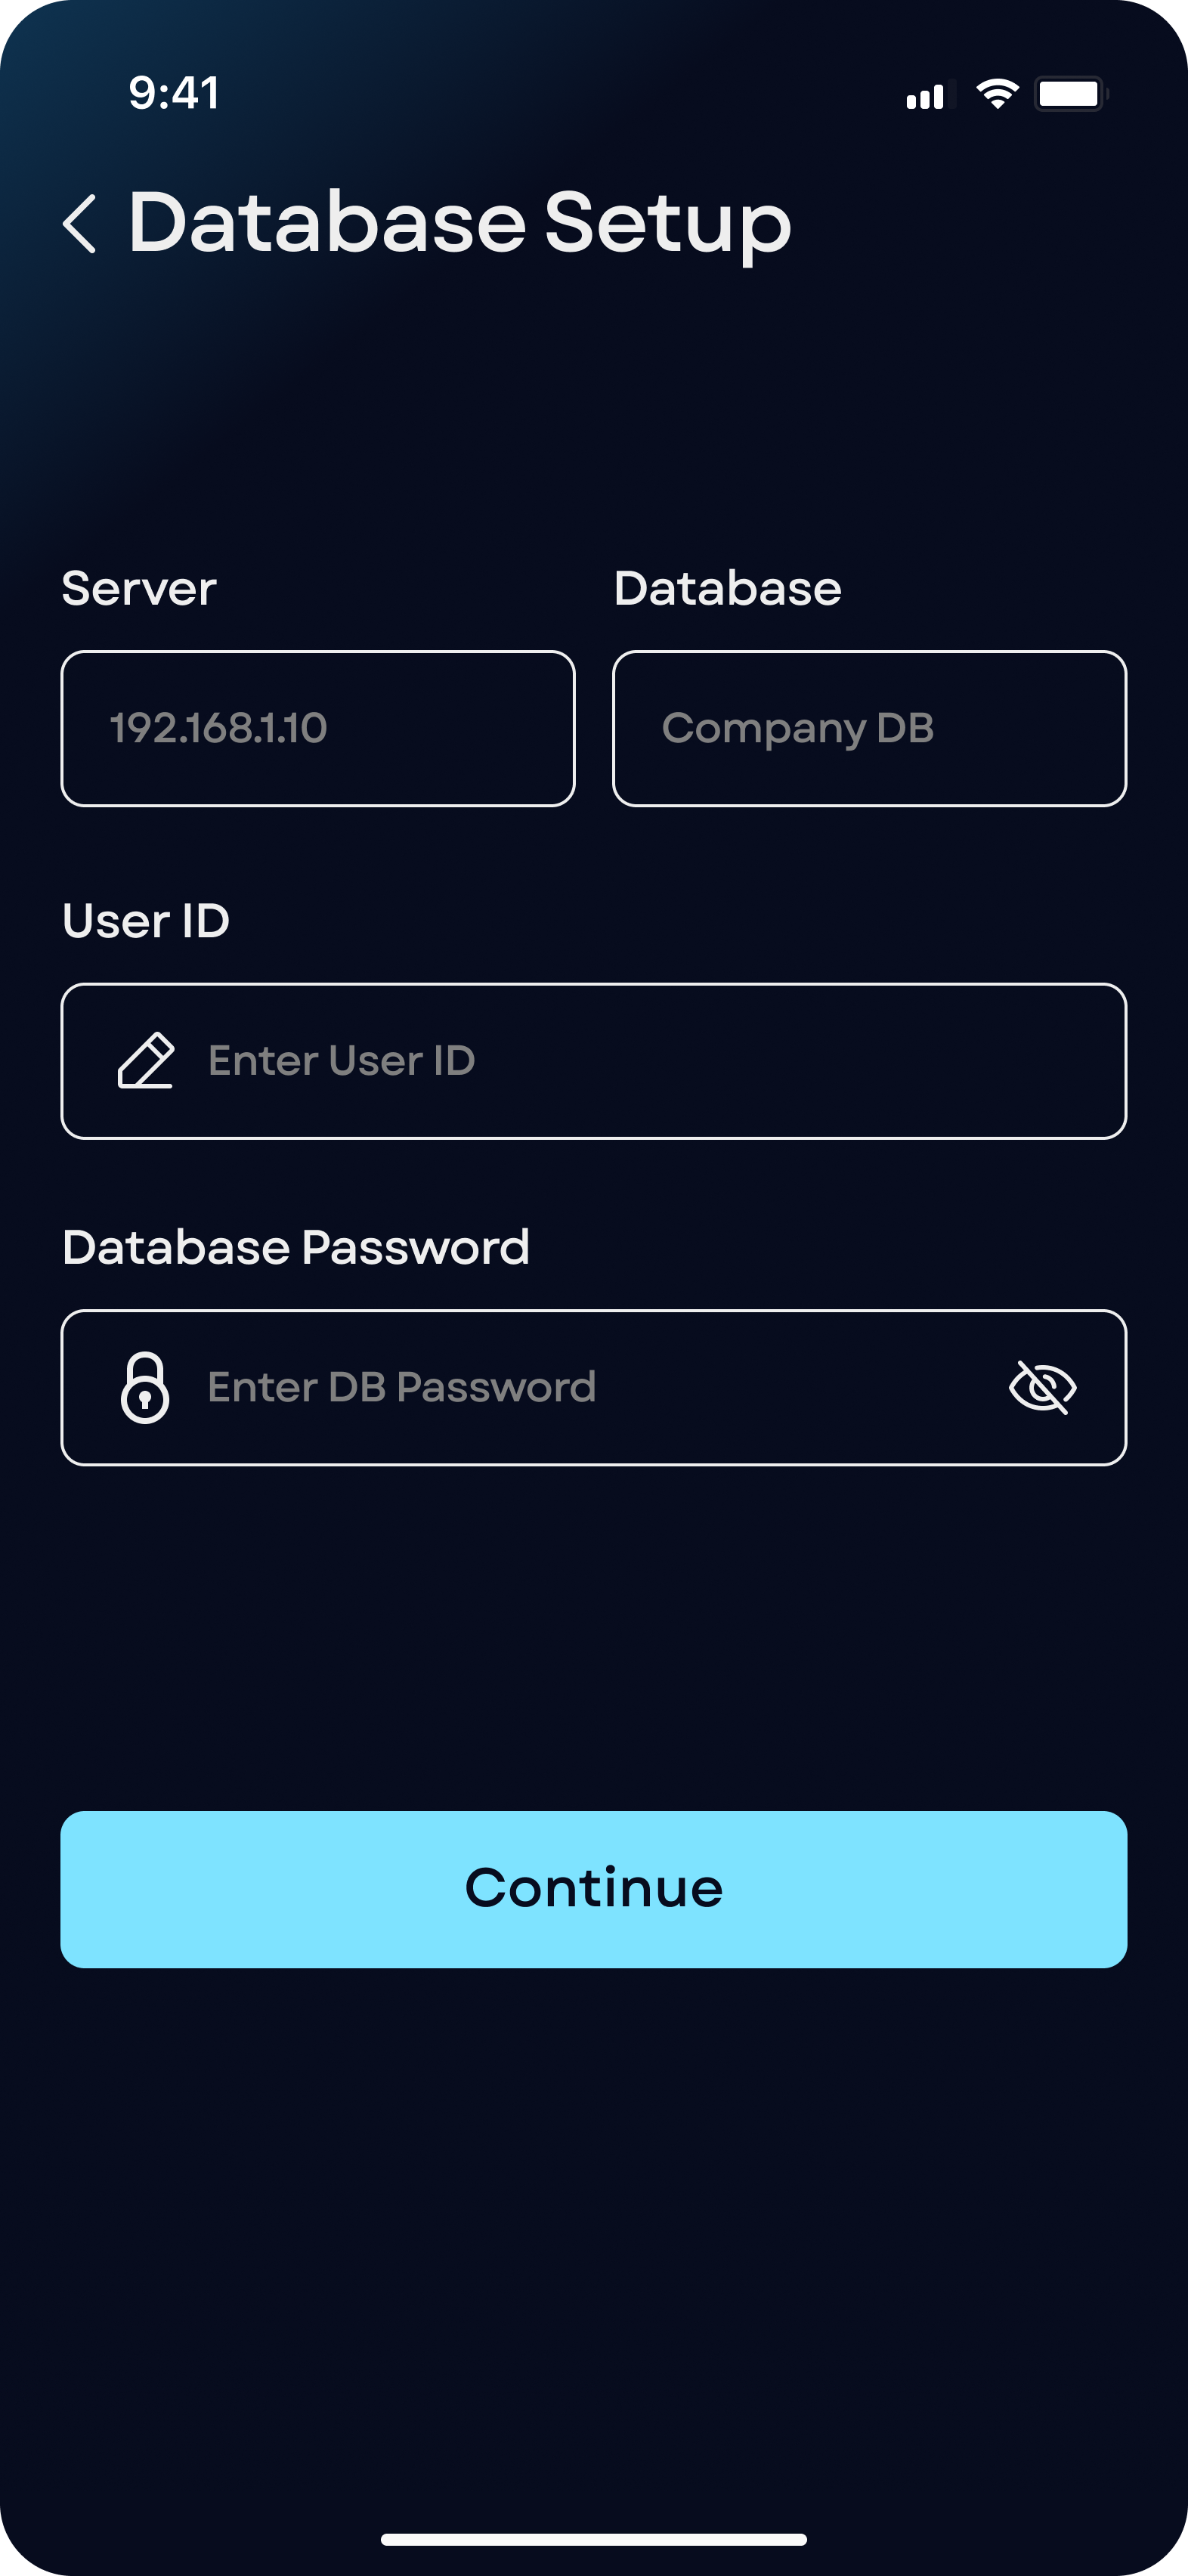 9:41
Database Setup
Server
Database
192.168.1.10
Company DB
User ID
Enter User ID
Database Password
Enter DB Password
Continue